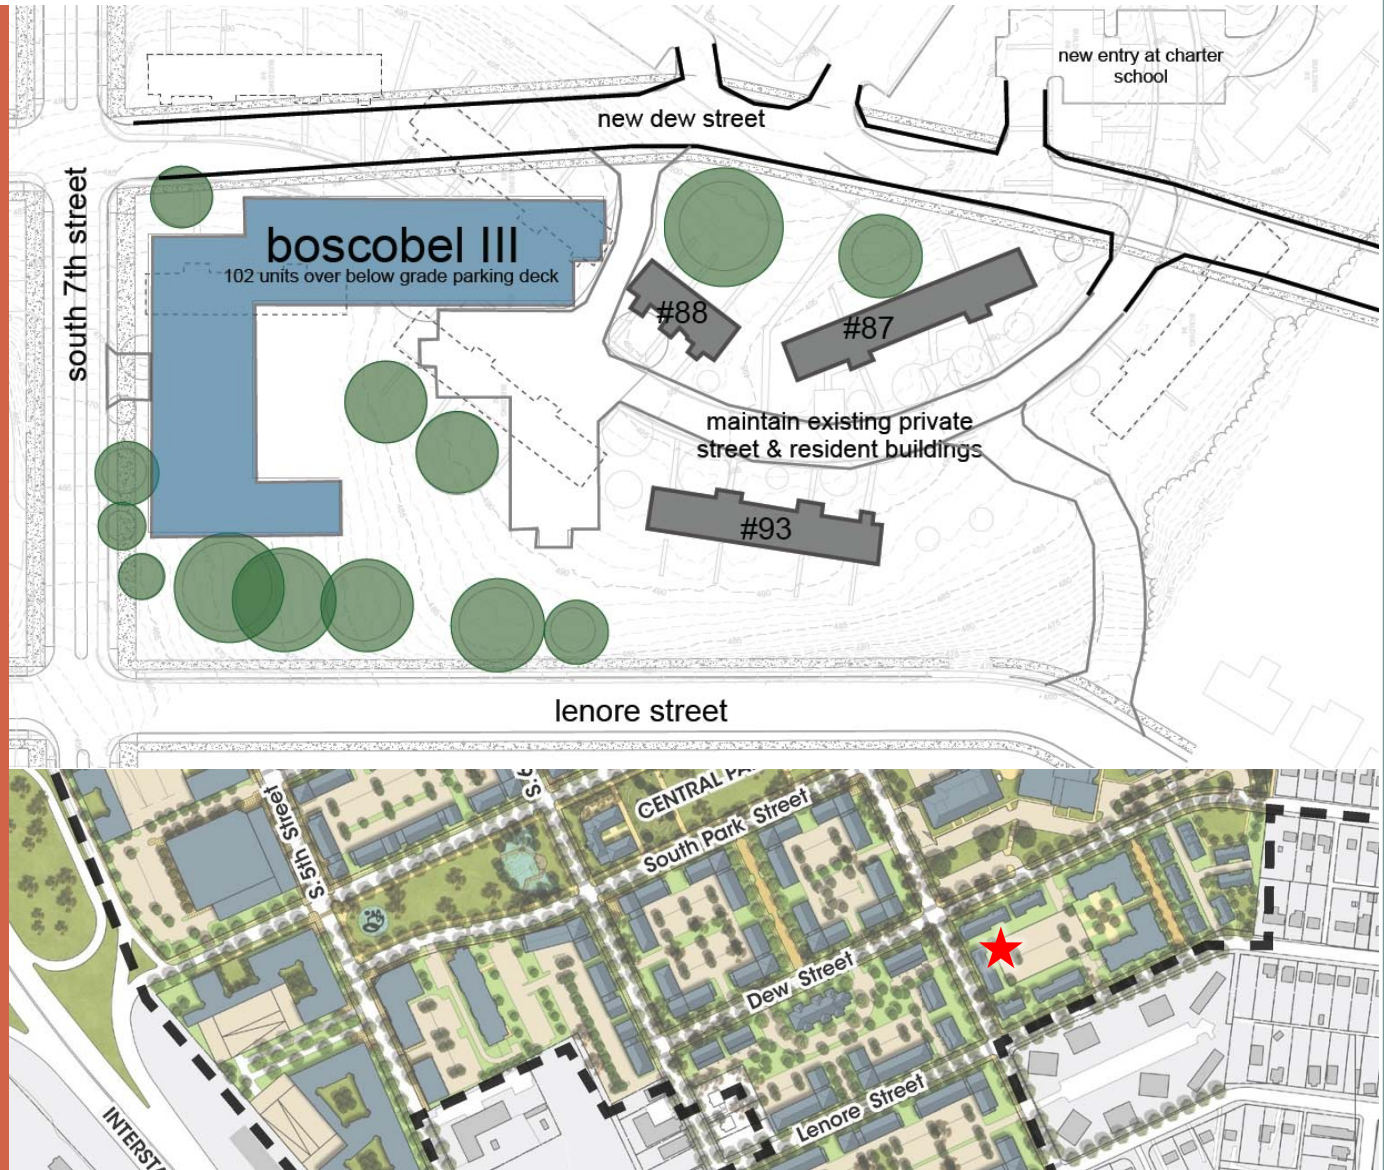 new entry at charter
school
new dew street
south 7th street
boscobel III
102 units over below grade parking deck
#88
#87
maintain existing private
street & resident buildings
#93
lenore street
S. 5th Street
South Park Street
Dew Street
Lenore Street